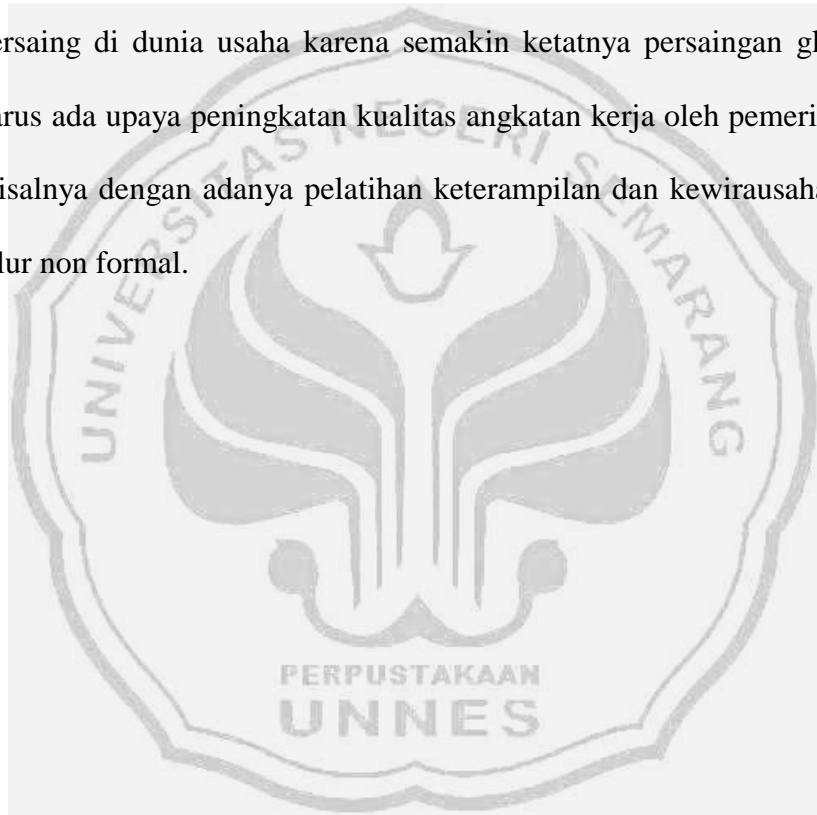 ersaing di dunia usaha karena semakin ketatnya persaingan gl
arus ada upaya peningkatan kualitas angkatan kerja oleh pemeri
isalnya dengan adanya pelatihan keterampilan dan kewirausaha
lur non formal.
UNIVERSITAS NEGERI SEMARANG
PERPUSTAKAAN
UNNES